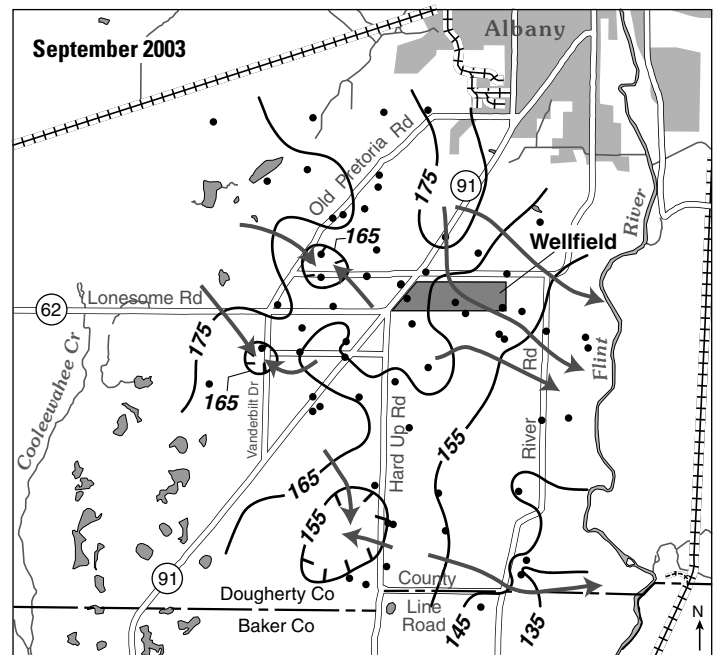 September 2003
Albany
Old Pretoria Rd
175
91
River
165
Wellfield
62
Lonesome Rd
175
Cooleewahee Cr
165
Vanderbilt Dr
Rd
Flint
Hard Up Rd
155
River
165
155
91
County
Line
Road
Dougherty Co
Baker Co
145
135
N